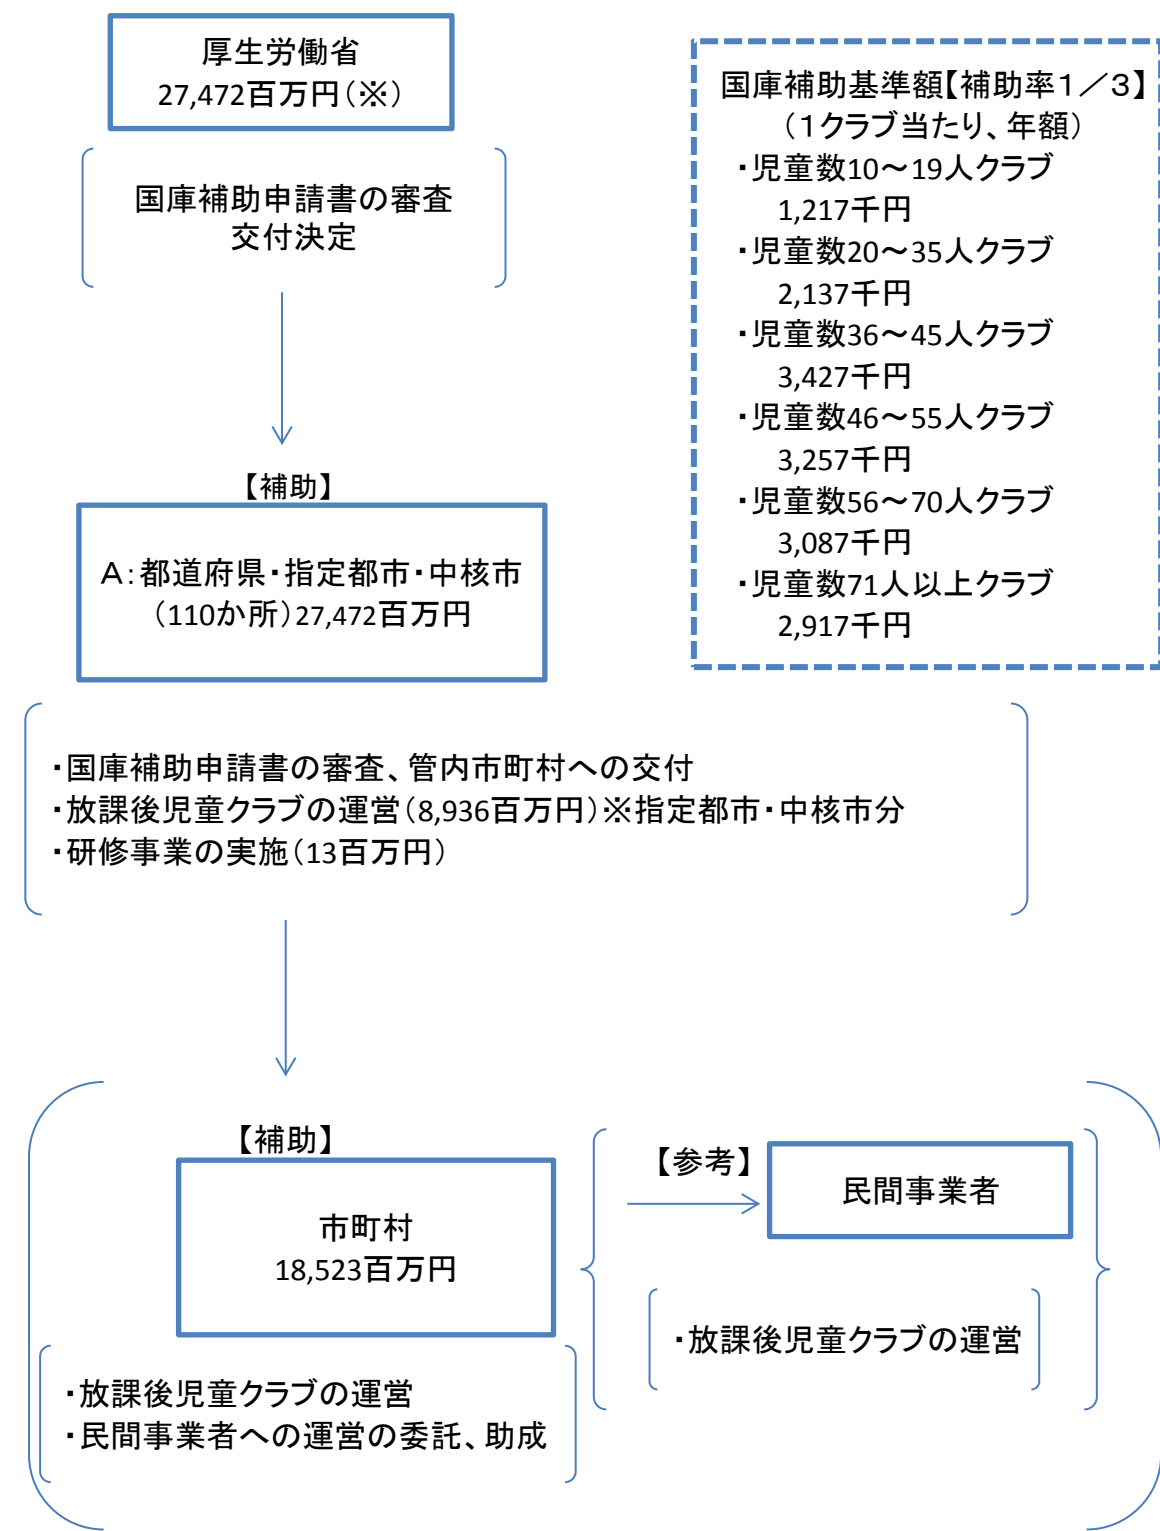 厚生労働省
27,472百万円（※）
国庫補助申請書の審査
交付決定
国庫補助基準額【補助率１／３】
（１クラブ当たり、年額）
・児童数10～19人クラブ
1,217千円
・児童数20～35人クラブ
2,137千円
・児童数36～45人クラブ
3,427千円
・児童数46～55人クラブ
3,257千円
・児童数56～70人クラブ
3,087千円
・児童数71人以上クラブ
2,917千円
【補助】
Ａ：都道府県・指定都市・中核市
（110か所）27,472百万円
・国庫補助申請書の審査、管内市町村への交付
・放課後児童クラブの運営（8,936百万円）※指定都市・中核市分
・研修事業の実施（13百万円）
【補助】
市町村
18,523百万円
・放課後児童クラブの運営
・民間事業者への運営の委託、助成
【参考】
民間事業者
・放課後児童クラブの運営